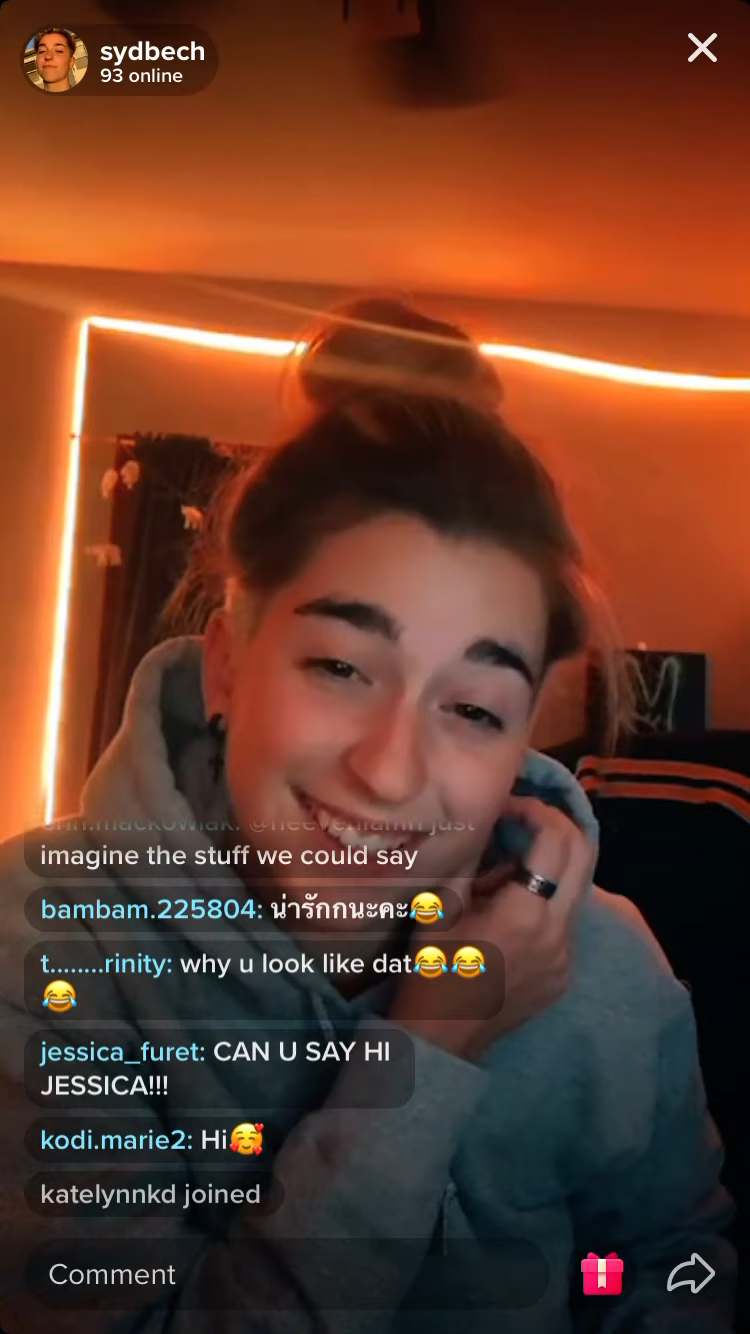 sydbech
93 online
imagine the stuff we could say
bambam.225804: น่ารักกนะคะ😂
t........rinity: why u look like dat😂😂
😂
jessica_furet: CAN U SAY HI
JESSICA!!!
kodi.marie2: Hi🥰
katelynnkd joined
Comment